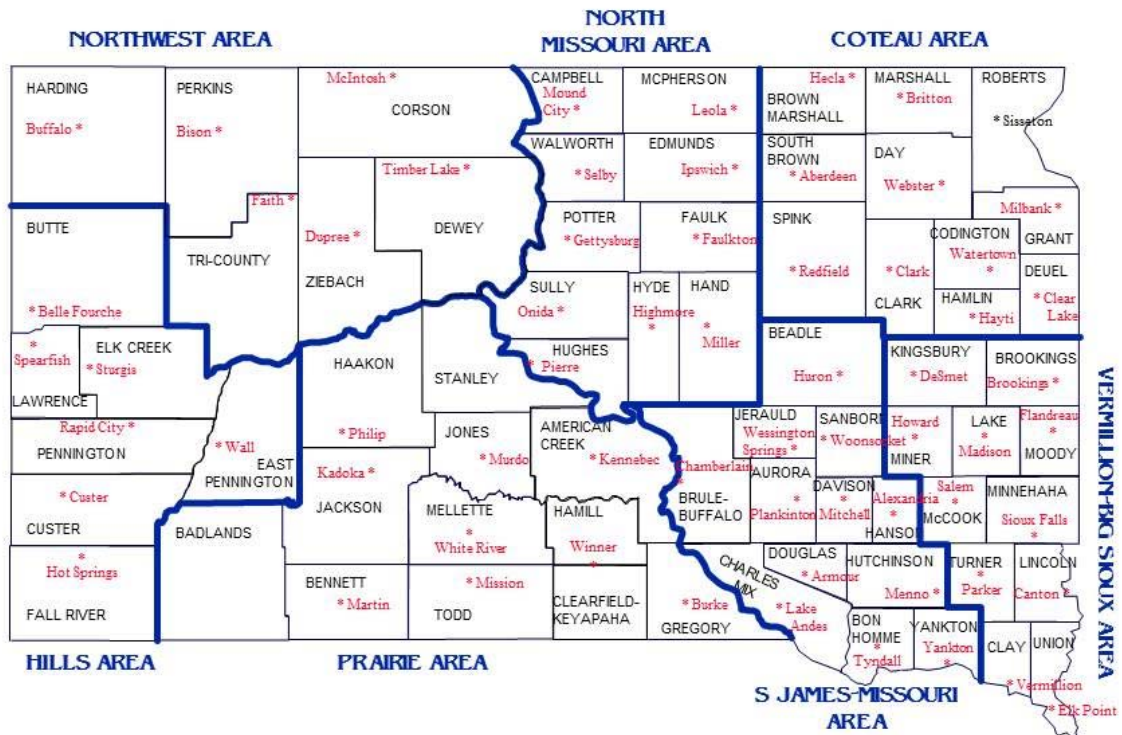 NORTHWEST AREA
NORTH
MISSOURI AREA
COTEAU AREA
HARDING
Buffalo *
PERKINS
Bison *
McIntosh *
CORSON
CAMPBELL
Mound
City *
MCPHERSON
Leola *
Hecla *
BROWN
MARSHALL
MARSHALL
* Britton
ROBERTS
* Sisseton
WALWORTH
* Selby
EDMUNDS
Ipswich *
SOUTH
BROWN
* Aberdeen
DAY
Webster *
Timber Lake *
DEWEY
Faith *
TRI-COUNTY
Dupree *
ZIEBACH
BUTTE
* Belle Fourche
POTTER
* Gettysburg
FAULK
* Faulkton
SPINK
* Redfield
* Clark
CLARK
CODINGTON
Watertown
*
Milbank *
GRANT
DEUEL
* Clear
Lake
HAMLIN
* Hayti
SULLY
Onida *
HYDE
Highmore
*
HAND
*
Miller
*
Spearfish
LAWRENCE
ELK CREEK
* Sturgis
HAAKON
* Philip
STANLEY
HUGHES
* Pierre
BEADLE
Huron *
KINGSBURY
* DeSmet
BROOKINGS
Brookings *
VERMILLION-BIG SIOUX AREA
Rapid City *
PENNINGTON
* Wall
EAST
PENNINGTON
JONES
* Murdo
AMERICAN
CREEK
* Kennebec
Chamberlain
*
BRULE-
BUFFALO
JERAULD
Wessington
Springs *
SANBORN
* Woonsocket *
Howard
MINER
LAKE
*
Madison
Flandreau
*
MOODY
* Custer
CUSTER
BADLANDS
Kadoka *
JACKSON
MELLETTE
*
White River
HAMILL
Winner
*
AURORA
*
Plankinton
DAVISON
*
Mitchell
Alexandria
*
HANSON
Salem
*
McCOOK
MINNEHAHA
Sioux Falls
*
*
Hot Springs
FALL RIVER
BENNETT
* Martin
* Mission
TODD
CLEARFIELD-
KEYAPAHA
* Burke
GREGORY
CHARLES
MIX
* Lake
Andes
DOUGLAS
* Armour
HUTCHINSON
Menno *
TURNER
*
Parker
LINCOLN
Canton *
BON
HOMME
*
Tyndall
YANKTON
Yankton
*
CLAY
* Vermillion
UNION
* Elk Point
HILLS AREA
PRAIRIE AREA
S JAMES-MISSOURI
AREA